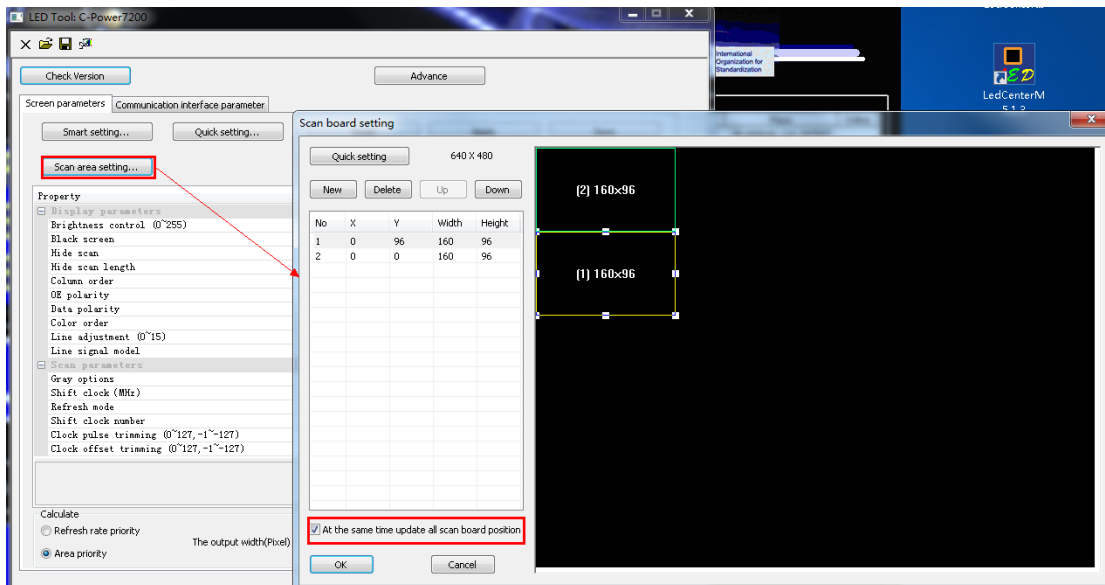 LED Tool: C-Power7200
Check Version
Advance
Screen parameters
Communication interface parameter
Smart setting...
Quick setting...
Scan area setting...
Property
Display parameters
Brightness control (0~255)
Black screen
Hide scan
Hide scan length
Column order
OE polarity
Data polarity
Color order
Line adjustment (0~15)
Line signal model
Scan parameters
Gray options
Shift clock (MHz)
Refresh mode
Shift clock number
Clock pulse trimming (0~127,-1~-127)
Clock offset trimming (0~127,-1~-127)
Calculate
Refresh rate priority
Area priority
The output width(Pixel)
Scan board setting
Quick setting
640 X 480
New
Delete
Up
Down
No X Y Width Height
1 0 96 160 96
2 0 0 160 96
At the same time update all scan board position
OK
Cancel
(2) 160x96
(1) 160x96
International
Organization for
Standardization
LED
LedCenterM